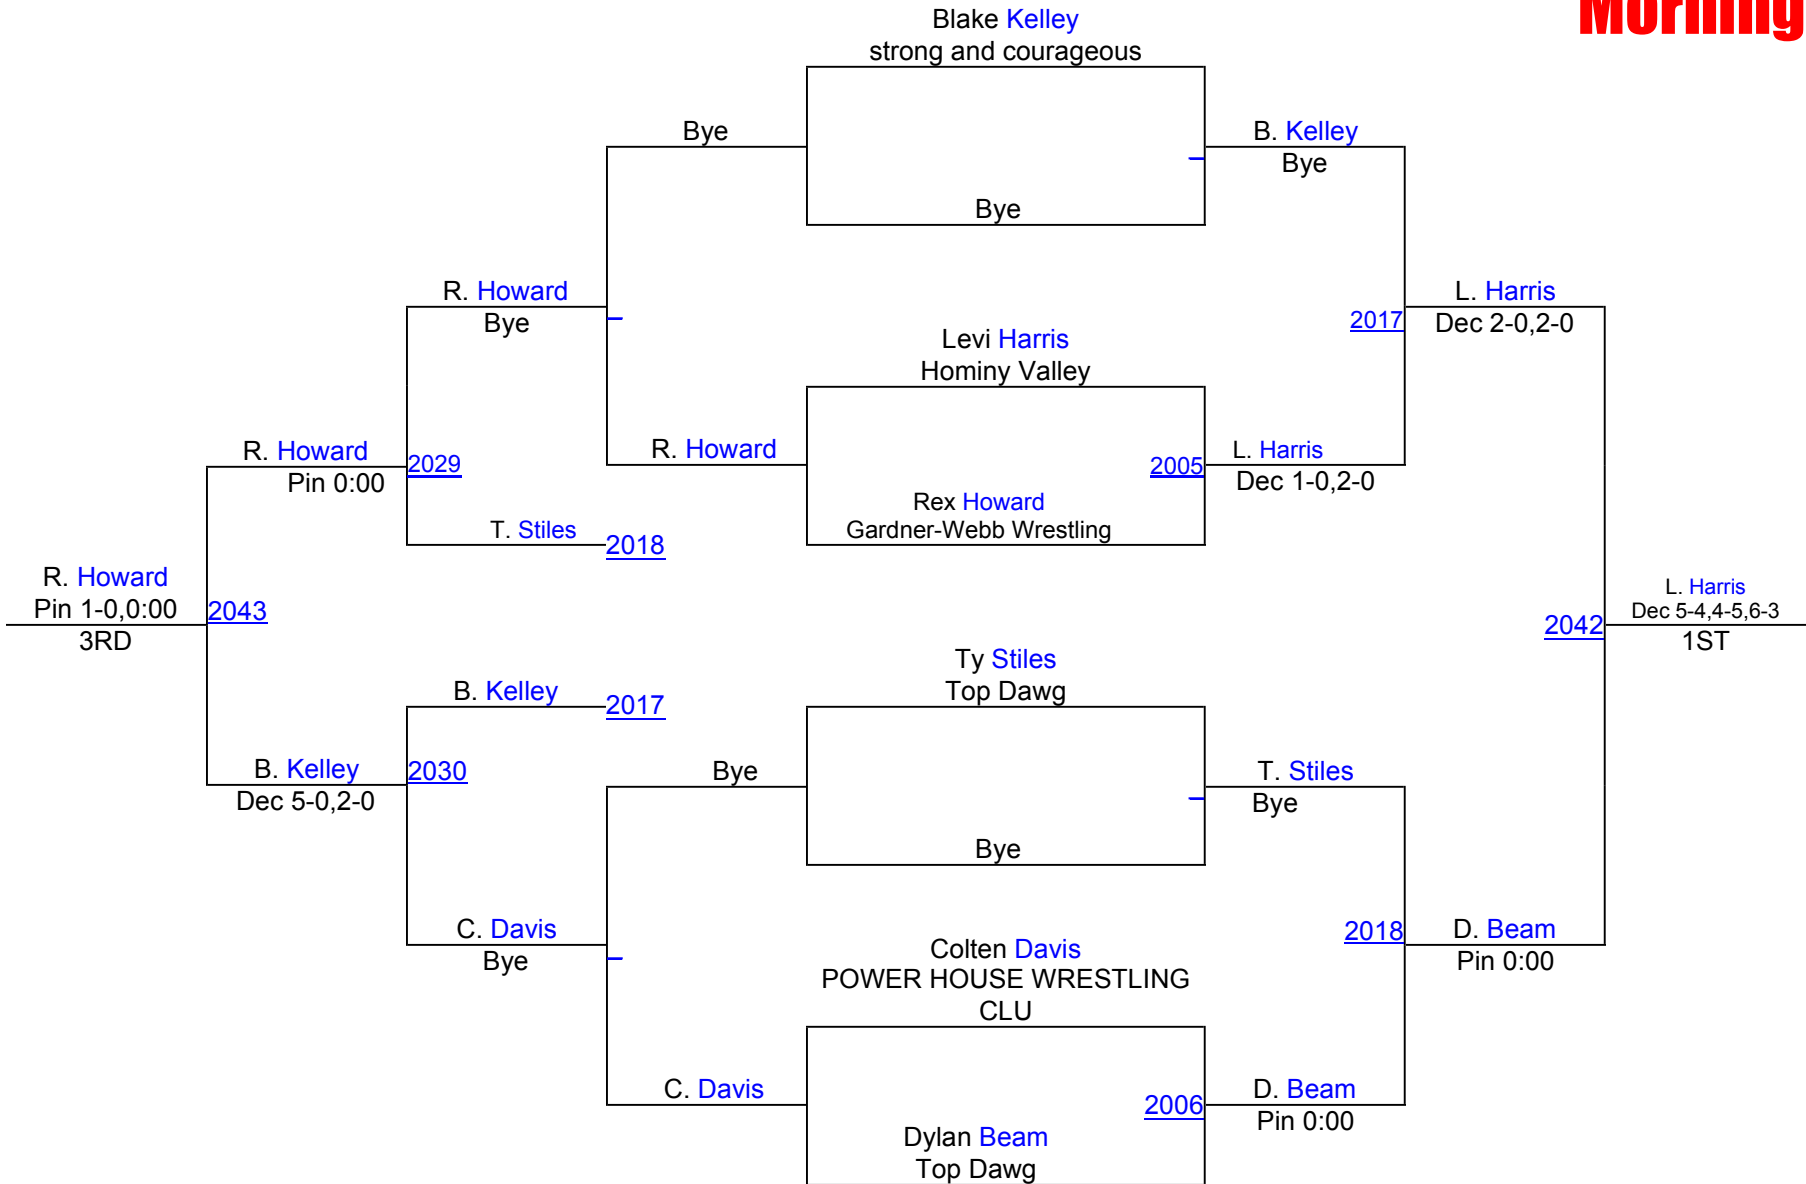 Morning
Blake Kelley
strong and courageous
Bye
B. Kelley
Bye
Bye
R. Howard
Bye
Levi Harris
Hominy Valley
2017
L. Harris
Dec 2-0,2-0
R. Howard
Pin 0:00
2029
R. Howard
2005
L. Harris
Dec 1-0,2-0
Rex Howard
Gardner-Webb Wrestling
T. Stiles
2018
R. Howard
Pin 1-0,0:00
3RD
2043
2042
L. Harris
Dec 5-4,4-5,6-3
1ST
B. Kelley
2017
Ty Stiles
Top Dawg
B. Kelley
Dec 5-0,2-0
2030
Bye
T. Stiles
Bye
Bye
C. Davis
Bye
Colten Davis
POWER HOUSE WRESTLING
CLU
2018
D. Beam
Pin 0:00
C. Davis
2006
D. Beam
Pin 0:00
Dylan Beam
Top Dawg